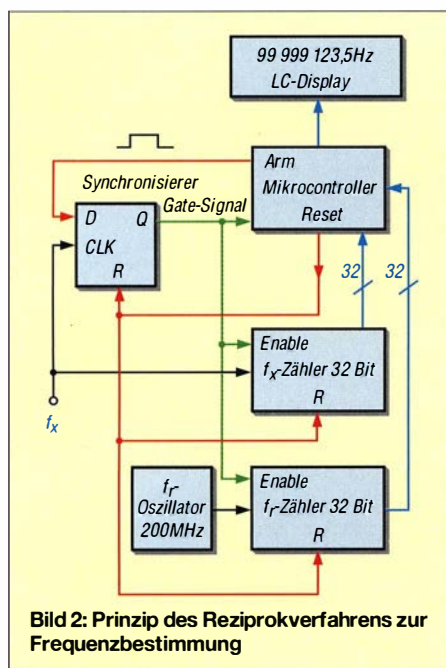 99 999 123,5Hz
LC-Display
Arm
Mikrocontroller
Reset
Synchronisierer
Gate-Signal
D Q
CLK
R
32 32
Enable
fx-Zähler 32 Bit
R
fx
fr-
Oszillator
200MHz
Enable
fr-Zähler 32 Bit
R
Bild 2: Prinzip des Reziprokverfahrens zur
Frequenzbestimmung